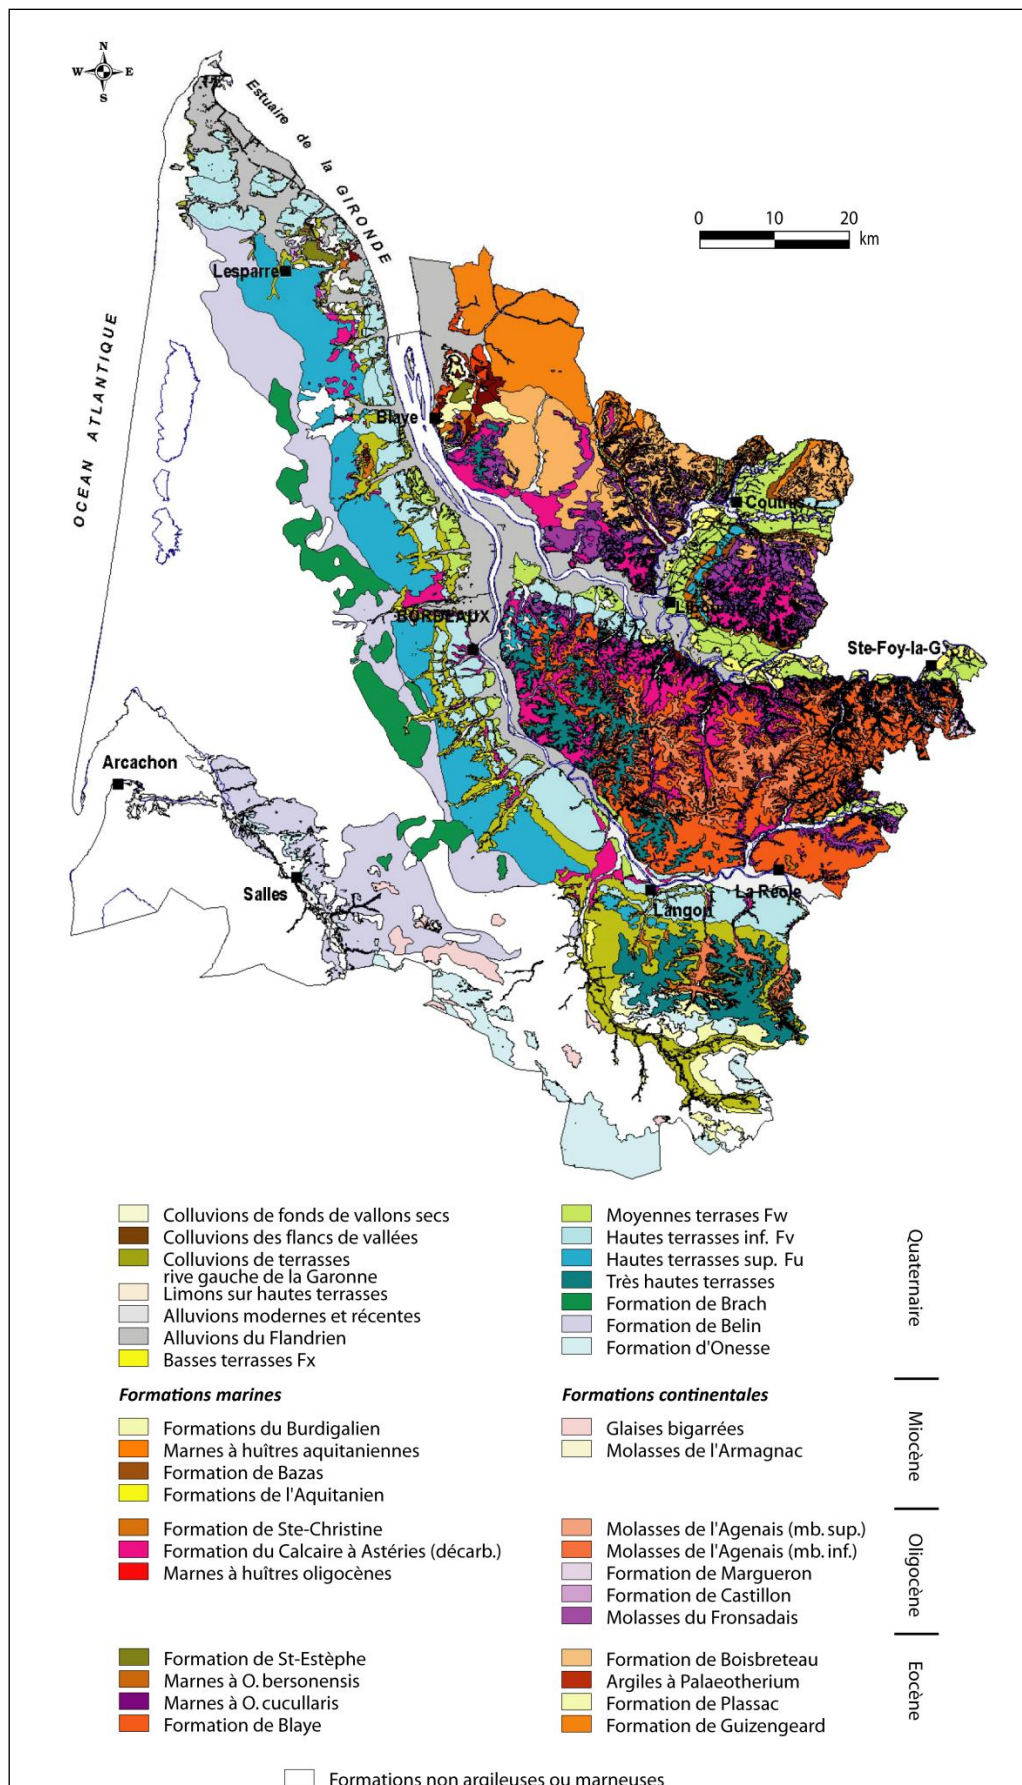 N
W E
S
Estuaire de la GIRONDE
0 10 20
km
OCEAN ATLANTIQUE
Lesparre
Blaye
Coutras
Libourne
BORDEAUX
Ste-Foy-la-G.
Arcachon
Salles
La Réole
Langon
Colluvions de fonds de vallons secs
Colluvions des flancs de vallées
Colluvions de terrasses
rive gauche de la Garonne
Limons sur hautes terrasses
Alluvions modernes et récentes
Alluvions du Flandrien
Basses terrasses Fx
Moyennes terrases Fw
Hautes terrasses inf. Fv
Hautes terrasses sup. Fu
Très hautes terrasses
Formation de Brach
Formation de Belin
Formation d'Onesse
Quaternaire
Formations marines
Formations continentales
Formations du Burdigalien
Marnes à huîtres aquitaniennes
Formation de Bazas
Formations de l'Aquitanien
Glaises bigarrées
Molasses de l'Armagnac
Miocène
Formation de Ste-Christine
Formation du Calcaire à Astéries (décarb.)
Marnes à huîtres oligocènes
Molasses de l'Agenais (mb. sup.)
Molasses de l'Agenais (mb. inf.)
Formation de Margueron
Formation de Castillon
Molasses du Fronsadais
Oligocène
Formation de St-Estèphe
Marnes à O. bersonensis
Marnes à O. cucullaris
Formation de Blaye
Formation de Boisbreteau
Argiles à Palaeotherium
Formation de Plassac
Formation de Guizengeard
Eocène
Formations non argileuses ou marneuses